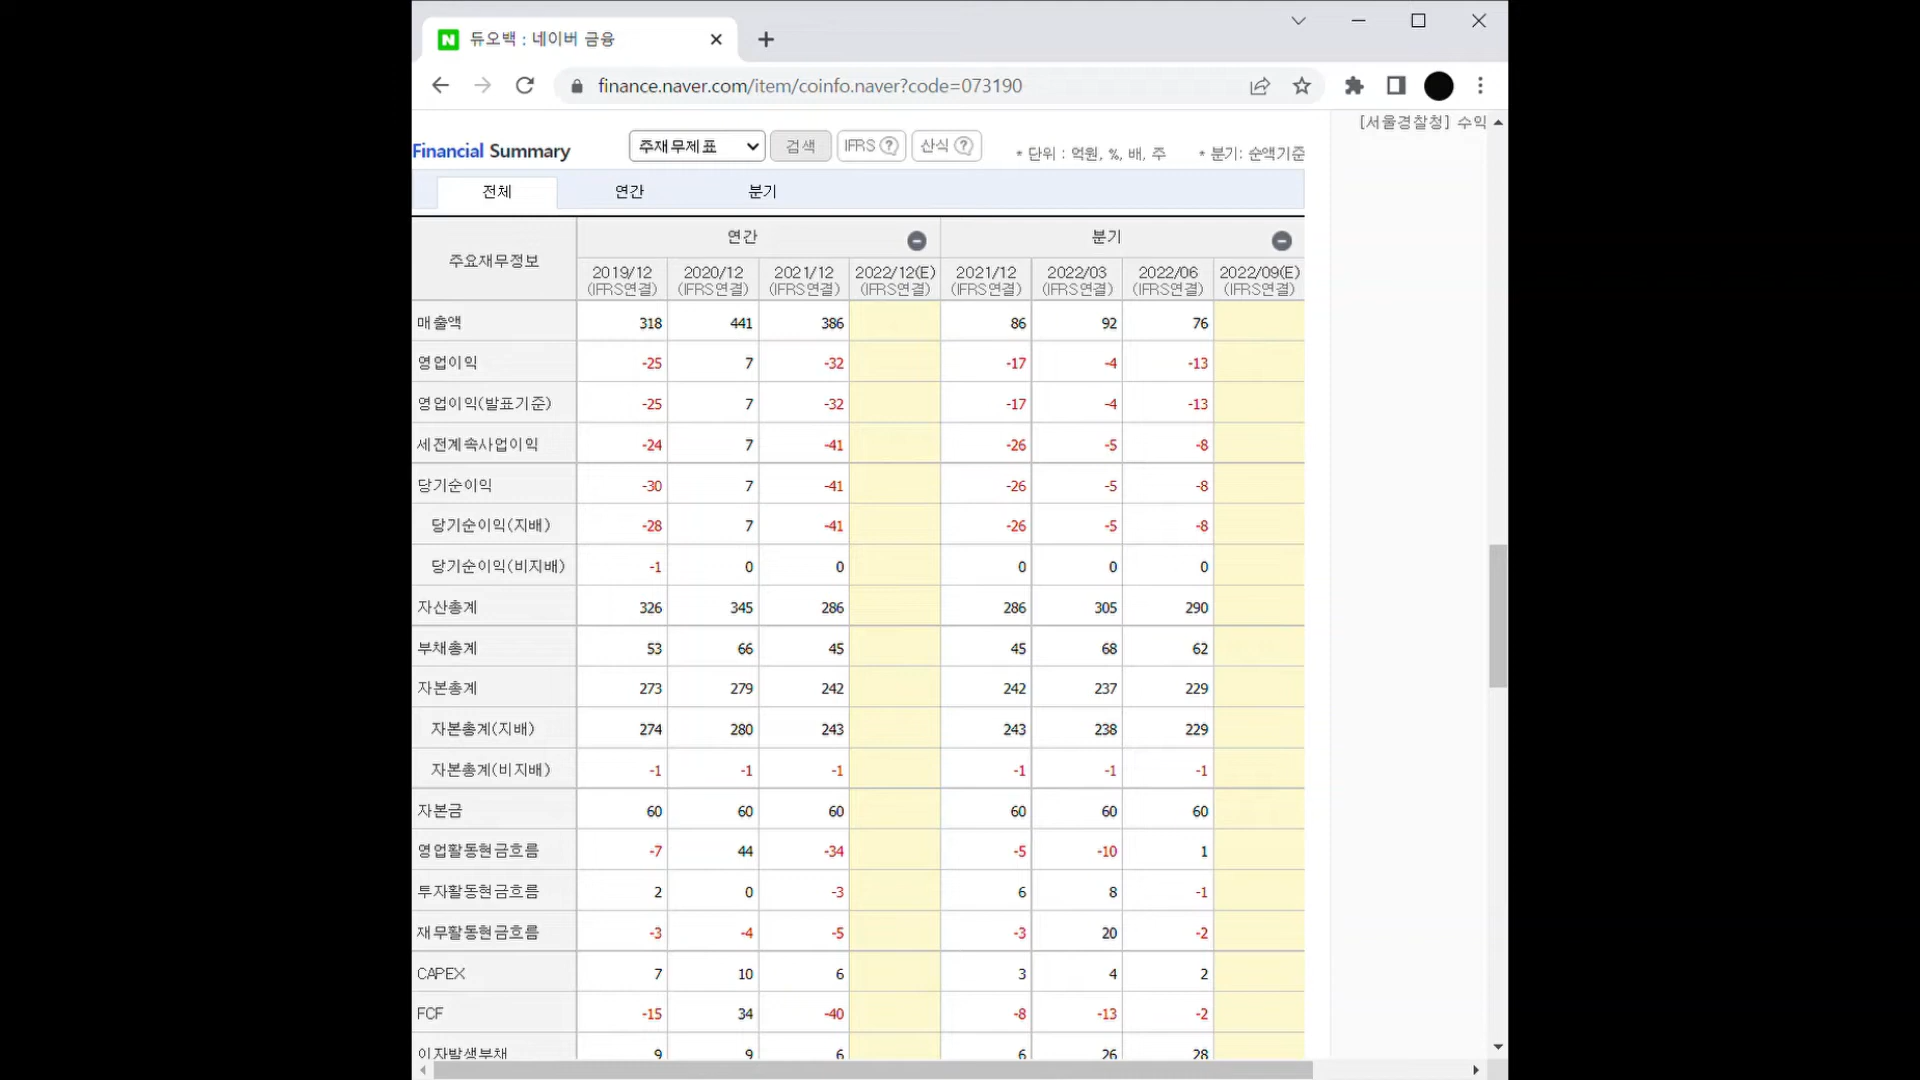 듀오백 : 네이버 금융
finance.naver.com/item/coinfo.naver?code=073190
[서울경찰청] 수익
Financial Summary 주재무제표 검색 IFRS ? 산식 ? * 단위 : 억원, %, 배, 주 * 분기: 순액기준
전체 연간 분기
주요재무정보 연간 분기
2019/12 2020/12 2021/12 2022/12(E) 2021/12 2022/03 2022/06 2022/09(E)
(IFRS연결) (IFRS연결) (IFRS연결) (IFRS연결) (IFRS연결) (IFRS연결) (IFRS연결) (IFRS연결)
매출액 318 441 386 86 92 76
영업이익 -25 7 -32 -17 -4 -13
영업이익(발표기준) -25 7 -32 -17 -4 -13
세전계속사업이익 -24 7 -41 -26 -5 -8
당기순이익 -30 7 -41 -26 -5 -8
당기순이익(지배) -28 7 -41 -26 -5 -8
당기순이익(비지배) -1 0 0 0 0 0
자산총계 326 345 286 286 305 290
부채총계 53 66 45 45 68 62
자본총계 273 279 242 242 237 229
자본총계(지배) 274 280 243 243 238 229
자본총계(비지배) -1 -1 -1 -1 -1 -1
자본금 60 60 60 60 60 60
영업활동현금흐름 -7 44 -34 -5 -10 1
투자활동현금흐름 2 0 -3 6 8 -1
재무활동현금흐름 -3 -4 -5 -3 20 -2
CAPEX 7 10 6 3 4 2
FCF -15 34 -40 -8 -13 -2
이자발생부채 9 9 6 6 26 28